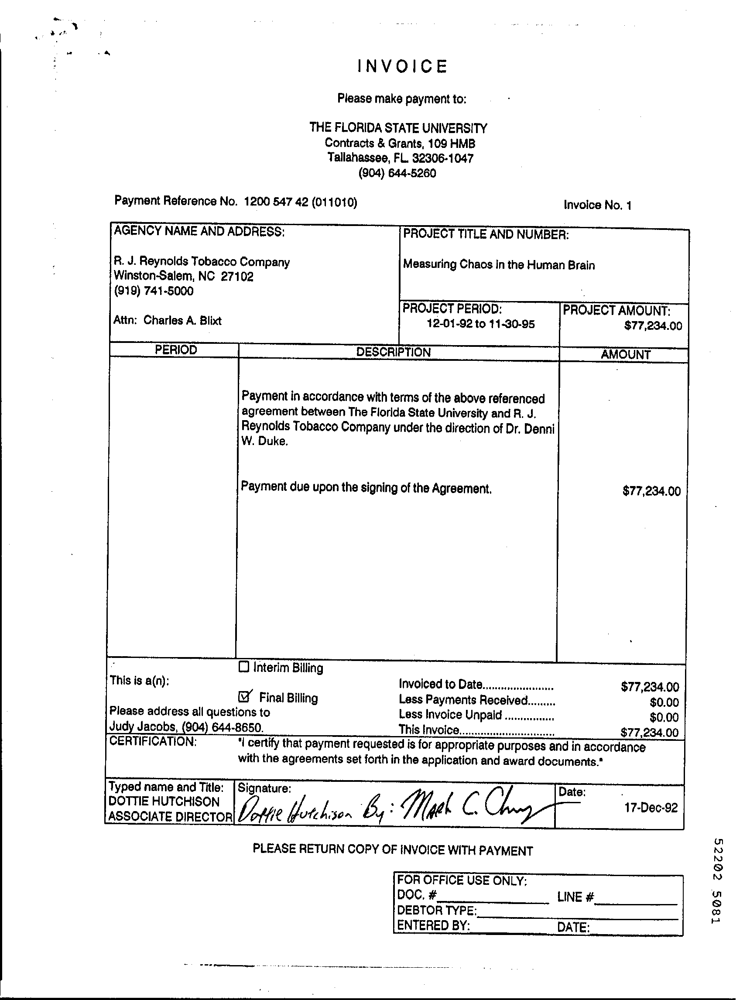 INVOICE
Please make payment to:
THE FLORIDA STATE UNIVERSITY
Contracts & Grants, 109 HMB
Tallahassee, FL 32306-1047
(904) 644-5260
Payment Reference No. 1200 547 42 (011010)
Invoice No. 1
AGENCY NAME AND ADDRESS:
R. J. Reynolds Tobacco Company
Winston-Salem, NC 27102
(919) 741-5000
Attn: Charles A. Blixt
PROJECT TITLE AND NUMBER:
Measuring Chaos in the Human Brain
PROJECT PERIOD:
12-01-92 to 11-30-95
PROJECT AMOUNT:
$77,234.00
PERIOD DESCRIPTION AMOUNT
Payment in accordance with terms of the above referenced
agreement between The Florida State University and R. J.
Reynolds Tobacco Company under the direction of Dr. Denni
W. Duke.
Payment due upon the signing of the Agreement. $77,234.00
This is a(n):
☐ Interim Billing
☑ Final Billing
Please address all questions to
Judy Jacobs, (904) 644-8650.
Invoiced to Date....................... $77,234.00
Less Payments Received......... $0.00
Less Invoice Unpaid ................ $0.00
This Invoice............................... $77,234.00
CERTIFICATION: "I certify that payment requested is for appropriate purposes and in accordance
with the agreements set forth in the application and award documents."
Typed name and Title:
DOTTIE HUTCHISON
ASSOCIATE DIRECTOR
Signature:
Dottie Hutchison By: Mark C.
Date:
17-Dec-92
PLEASE RETURN COPY OF INVOICE WITH PAYMENT
FOR OFFICE USE ONLY:
DOC. # LINE #
DEBTOR TYPE:
ENTERED BY: DATE:
52202 5081